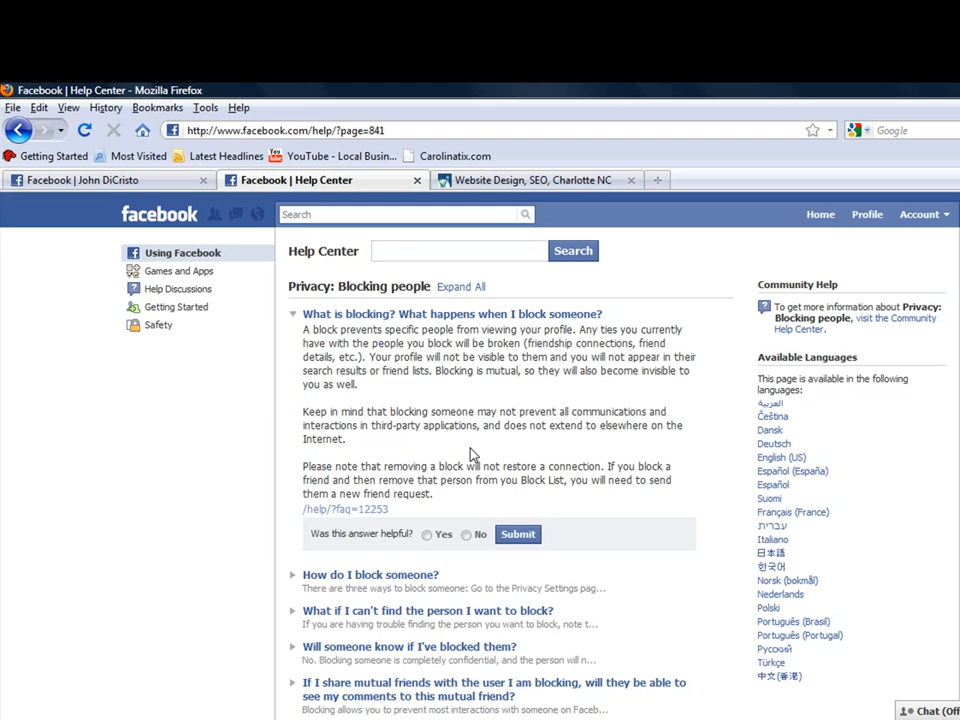 Facebook | Help Center - Mozilla Firefox
File Edit View History Bookmarks Tools Help
http://www.facebook.com/help/?page=841
Google
Getting Started Most Visited Latest Headlines YouTube - Local Busin... Carolinatix.com
Facebook | John DiCristo
Facebook | Help Center
Website Design, SEO, Charlotte NC
facebook
Search
Home Profile Account
Using Facebook
Games and Apps
Help Discussions
Getting Started
Safety
Help Center
Search
Privacy: Blocking people Expand All
What is blocking? What happens when I block someone?
A block prevents specific people from viewing your profile. Any ties you currently
have with the people you block will be broken (friendship connections, friend
details, etc.). Your profile will not be visible to them and you will not appear in their
search results or friend lists. Blocking is mutual, so they will also become invisible to
you as well.
Keep in mind that blocking someone may not prevent all communications and
interactions in third-party applications, and does not extend to elsewhere on the
Internet.
Please note that removing a block will not restore a connection. If you block a
friend and then remove that person from you Block List, you will need to send
them a new friend request.
/help/?faq=12253
Was this answer helpful? Yes No Submit
How do I block someone?
There are three ways to block someone: Go to the Privacy Settings pag...
What if I can't find the person I want to block?
If you are having trouble finding the person you want to block, note t...
Will someone know if I've blocked them?
No. Blocking someone is completely confidential, and the person will n...
If I share mutual friends with the user I am blocking, will they be able to
see my comments to this mutual friend?
Blocking allows you to prevent most interactions with someone on Faceb...
Community Help
To get more information about Privacy:
Blocking people, visit the Community
Help Center.
Available Languages
This page is available in the following
languages:
العربية
Čeština
Dansk
Deutsch
English (US)
Español (España)
Español
Suomi
Français (France)
עברית
Italiano
日本語
한국어
Norsk (bokmål)
Nederlands
Polski
Português (Brasil)
Português (Portugal)
Русский
Türkçe
中文(香港)
Chat (Off